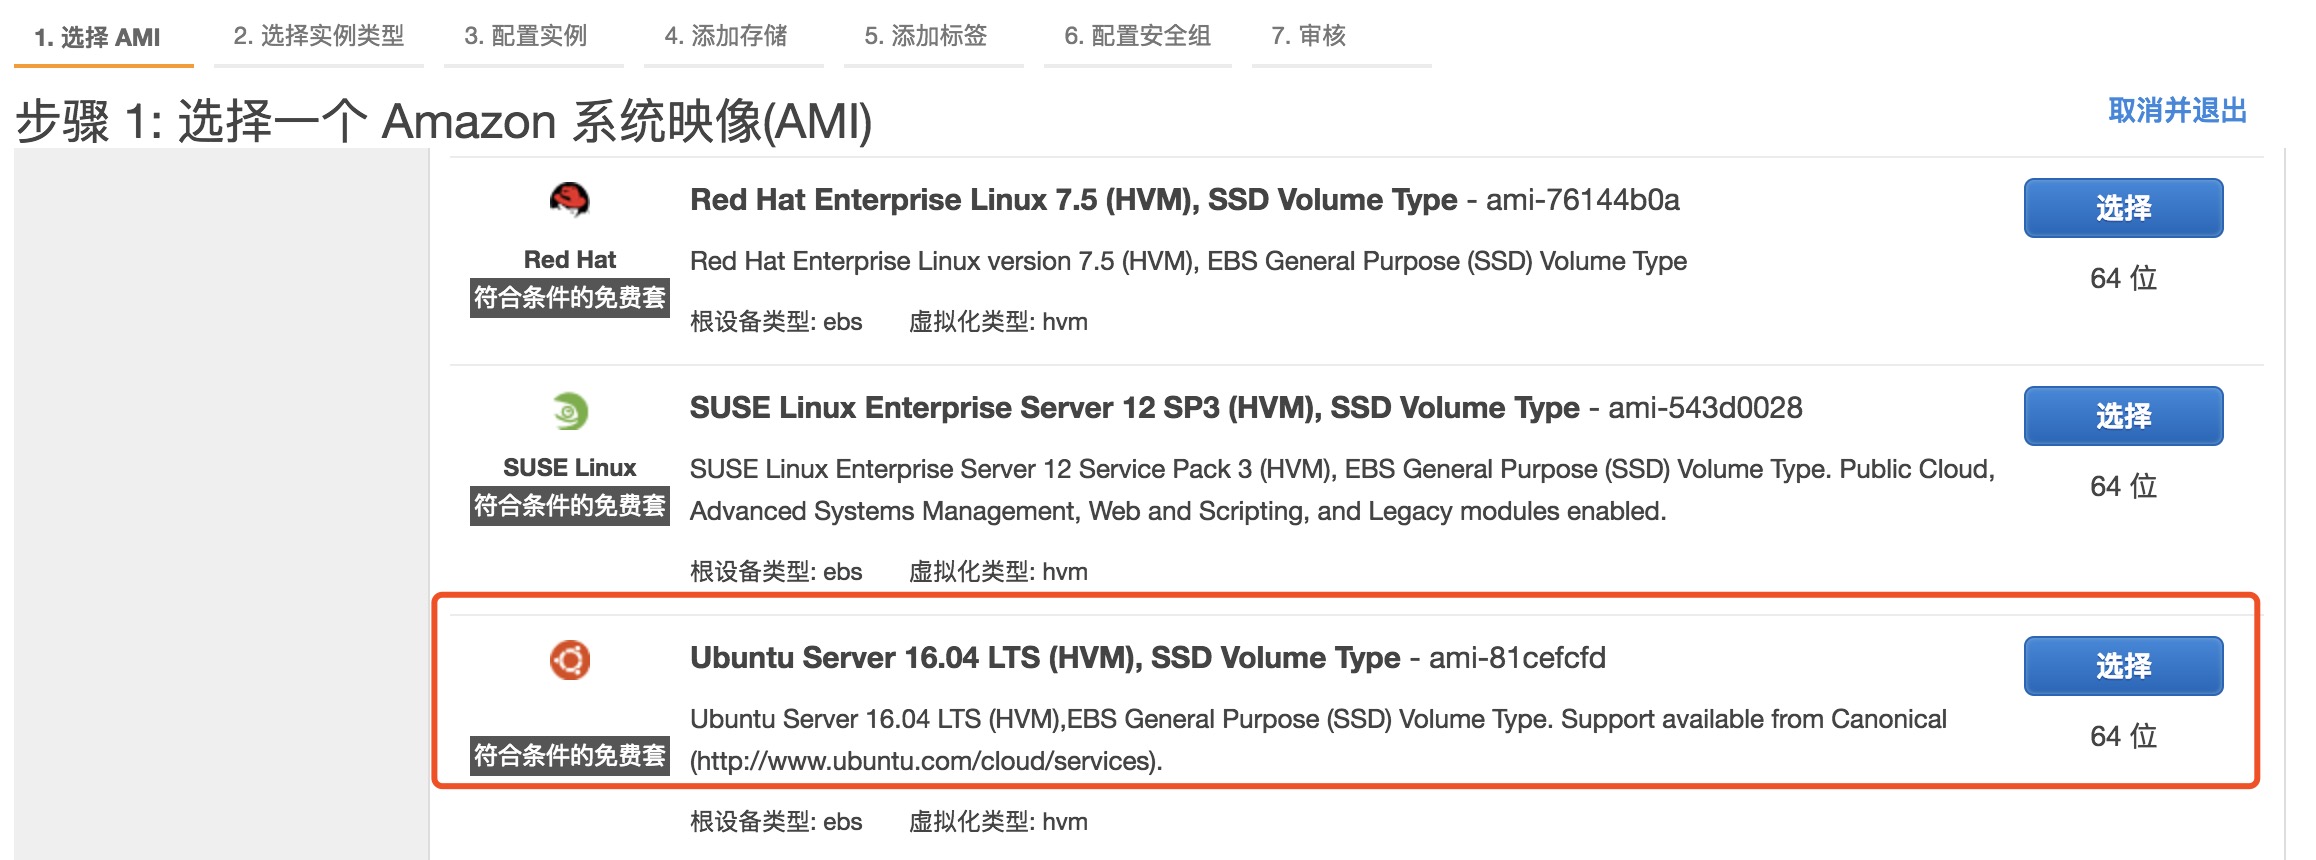 1. 选择 AMI
2. 选择实例类型
3. 配置实例
4. 添加存储
5. 添加标签
6. 配置安全组
7. 审核
步骤 1: 选择一个 Amazon 系统映像(AMI)
取消并退出
Red Hat
符合条件的免费套
Red Hat Enterprise Linux 7.5 (HVM), SSD Volume Type - ami-76144b0a
Red Hat Enterprise Linux version 7.5 (HVM), EBS General Purpose (SSD) Volume Type
根设备类型: ebs 虚拟化类型: hvm
选择
64 位
SUSE Linux
符合条件的免费套
SUSE Linux Enterprise Server 12 SP3 (HVM), SSD Volume Type - ami-543d0028
SUSE Linux Enterprise Server 12 Service Pack 3 (HVM), EBS General Purpose (SSD) Volume Type. Public Cloud,
Advanced Systems Management, Web and Scripting, and Legacy modules enabled.
根设备类型: ebs 虚拟化类型: hvm
选择
64 位
符合条件的免费套
Ubuntu Server 16.04 LTS (HVM), SSD Volume Type - ami-81cefcfd
Ubuntu Server 16.04 LTS (HVM),EBS General Purpose (SSD) Volume Type. Support available from Canonical
(http://www.ubuntu.com/cloud/services).
根设备类型: ebs 虚拟化类型: hvm
选择
64 位